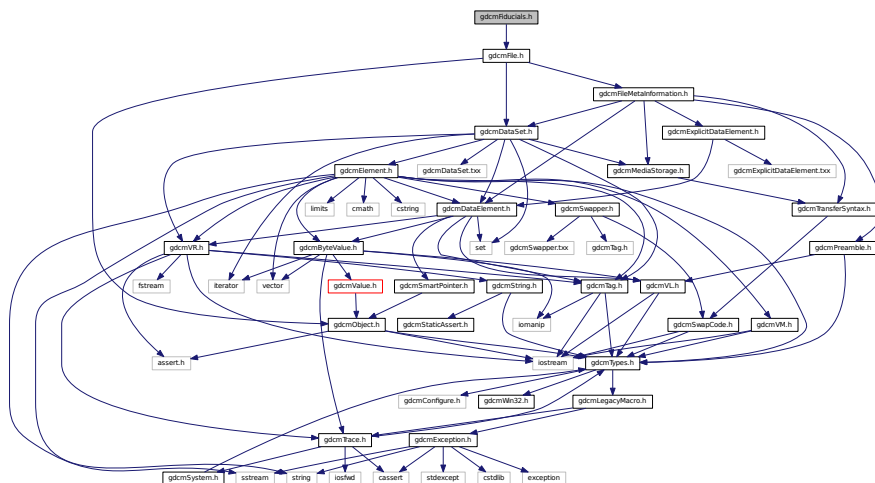 gdcmFiducials.h
gdcmFile.h
gdcmFileMetaInformation.h
gdcmDataSet.h
gdcmExplicitDataElement.h
gdcmElement.h
gdcmDataSet.txx
gdcmMediaStorage.h
gdcmExplicitDataElement.txx
limits
cmath
cstring
gdcmDataElement.h
gdcmSwapper.h
gdcmTransferSyntax.h
gdcmVR.h
gdcmByteValue.h
set
gdcmSwapper.txx
gdcmTag.h
gdcmPreamble.h
fstream
iterator
vector
gdcmValue.h
gdcmSmartPointer.h
gdcmString.h
gdcmTag.h
gdcmVL.h
gdcmObject.h
gdcmStaticAssert.h
iomanip
gdcmSwapCode.h
gdcmVM.h
assert.h
iostream
gdcmTypes.h
gdcmConfigure.h
gdcmWin32.h
gdcmLegacyMacro.h
gdcmTrace.h
gdcmException.h
gdcmSystem.h
sstream
string
iosfwd
cassert
stdexcept
cstdlib
exception